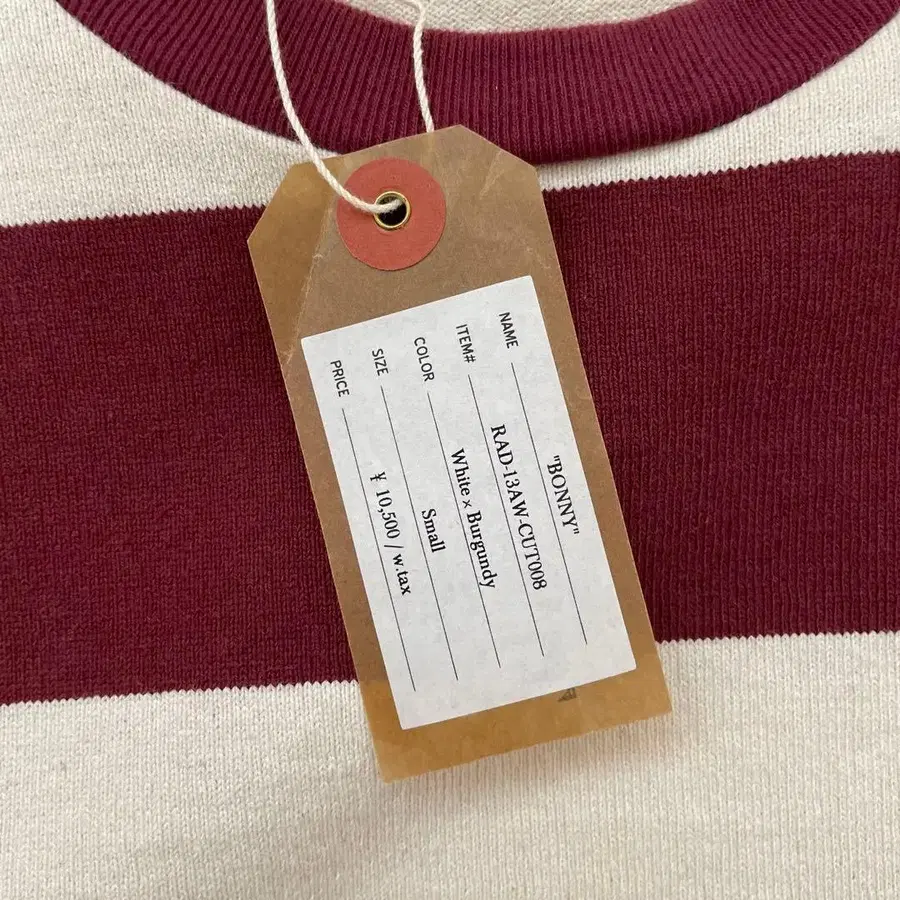 NAME "BONNY"
ITEM# RAD-13AW-CUT008
COLOR White × Burgundy
SIZE Small
PRICE ¥ 10,500 / w.tax